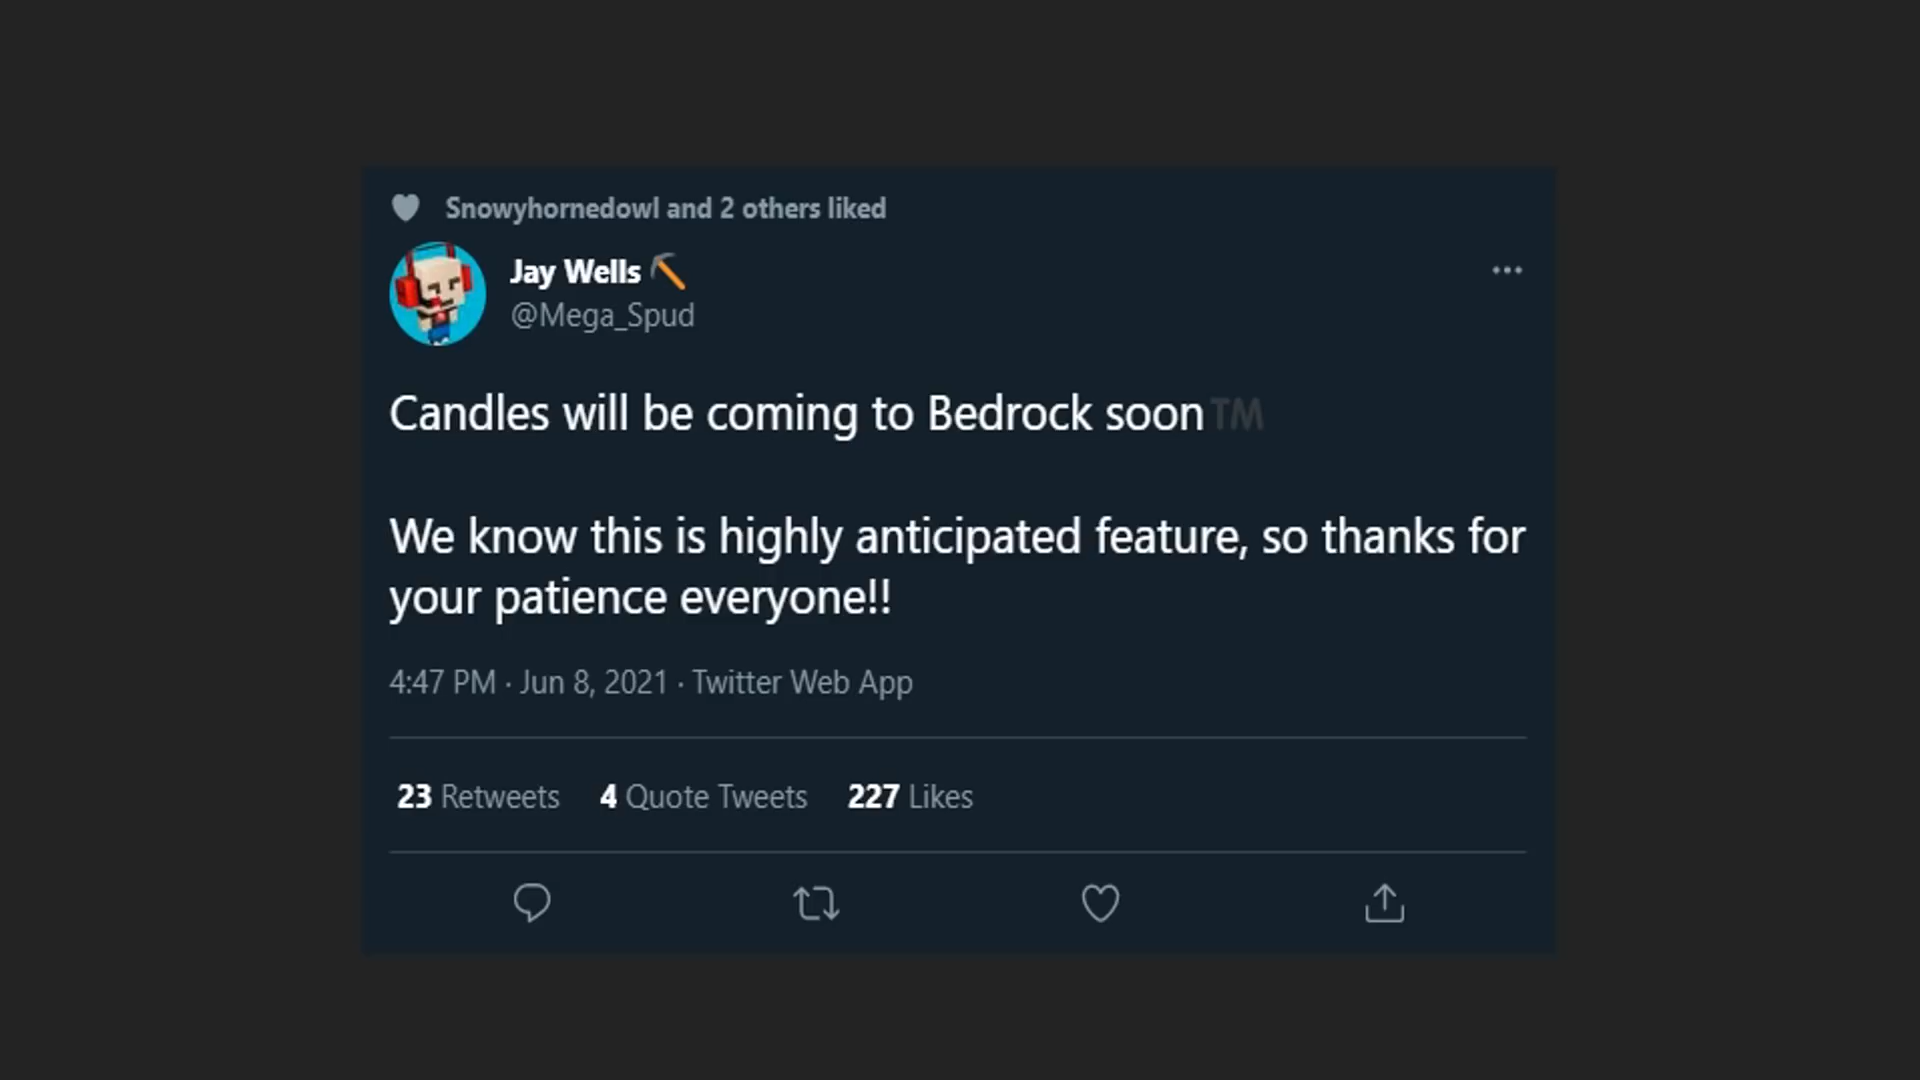 Snowyhornedowl and 2 others liked
Jay Wells
@Mega_Spud
Candles will be coming to Bedrock soon™
We know this is highly anticipated feature, so thanks for
your patience everyone!!
4:47 PM · Jun 8, 2021 · Twitter Web App
23 Retweets 4 Quote Tweets 227 Likes